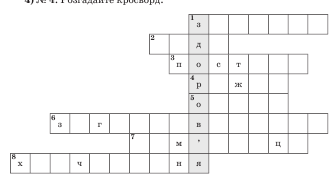 4) № 4. Розгадайте кросворд.
1
з
2
д
3 п о с т
4 р ж
5 о
6 з г в
7 м ' ц '
8 х ч н я